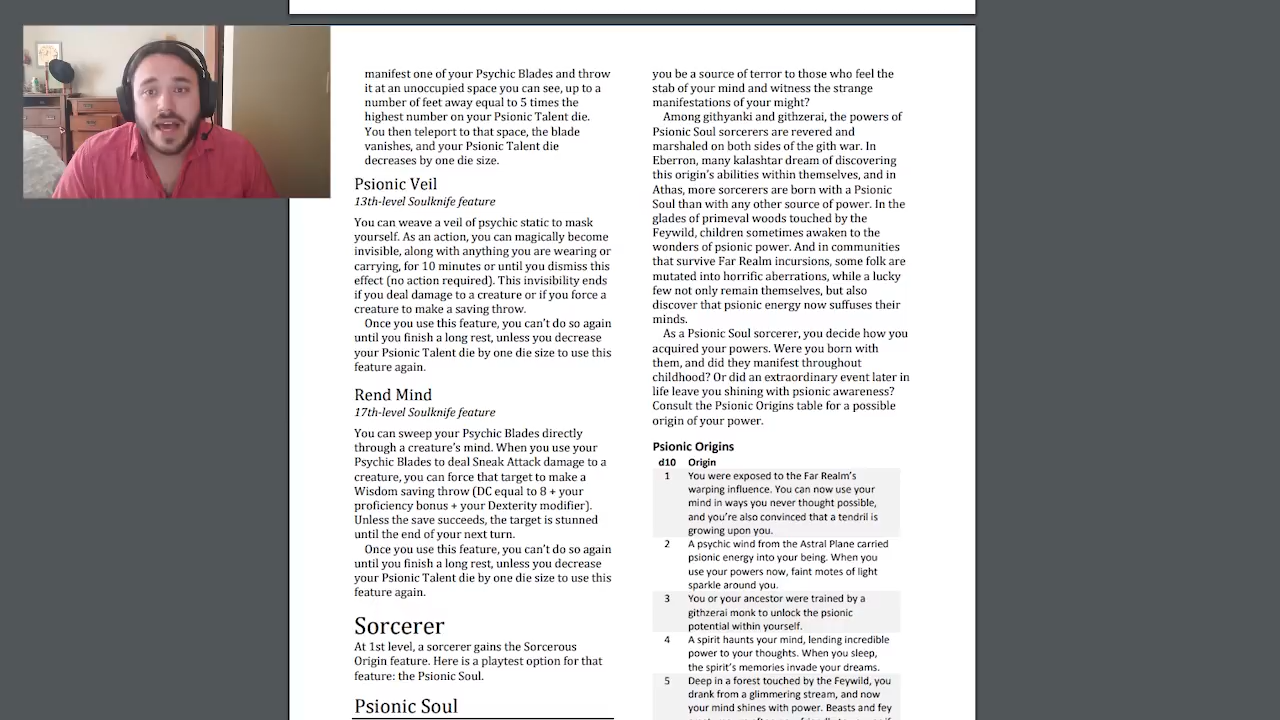 manifest one of your Psychic Blades and throw
it at an unoccupied space you can see, up to a
number of feet away equal to 5 times the
highest number on your Psionic Talent die.
You then teleport to that space, the blade
vanishes, and your Psionic Talent die
decreases by one die size.
Psionic Veil
13th-level Soulknife feature
You can weave a veil of psychic static to mask
yourself. As an action, you can magically become
invisible, along with anything you are wearing or
carrying, for 10 minutes or until you dismiss this
effect (no action required). This invisibility ends
if you deal damage to a creature or if you force a
creature to make a saving throw.
Once you use this feature, you can't do so again
until you finish a long rest, unless you decrease
your Psionic Talent die by one die size to use this
feature again.
Rend Mind
17th-level Soulknife feature
You can sweep your Psychic Blades directly
through a creature's mind. When you use your
Psychic Blades to deal Sneak Attack damage to a
creature, you can force that target to make a
Wisdom saving throw (DC equal to 8 + your
proficiency bonus + your Dexterity modifier).
Unless the save succeeds, the target is stunned
until the end of your next turn.
Once you use this feature, you can't do so again
until you finish a long rest, unless you decrease
your Psionic Talent die by one die size to use this
feature again.
Sorcerer
At 1st level, a sorcerer gains the Sorcerous
Origin feature. Here is a playtest option for that
feature: the Psionic Soul.
Psionic Soul
you be a source of terror to those who feel the
stab of your mind and witness the strange
manifestations of your might?
Among githyanki and githzerai, the powers of
Psionic Soul sorcerers are revered and
marshaled on both sides of the gith war. In
Eberron, many kalashtar dream of discovering
this origin's abilities within themselves, and in
Athas, more sorcerers are born with a Psionic
Soul than with any other source of power. In the
glades of primeval woods touched by the
Feywild, children sometimes awaken to the
wonders of psionic power. And in communities
that survive Far Realm incursions, some folk are
mutated into horrific aberrations, while a lucky
few not only remain themselves, but also
discover that psionic energy now suffuses their
minds.
As a Psionic Soul sorcerer, you decide how you
acquired your powers. Were you born with
them, and did they manifest throughout
childhood? Or did an extraordinary event later in
life leave you shining with psionic awareness?
Consult the Psionic Origins table for a possible
origin of your power.
Psionic Origins
d10 Origin
1 You were exposed to the Far Realm's
warping influence. You can now use your
mind in ways you never thought possible,
and you're also convinced that a tendril is
growing upon you.
2 A psychic wind from the Astral Plane carried
psionic energy into your being. When you
use your powers now, faint motes of light
sparkle around you.
3 You or your ancestor were trained by a
githzerai monk to unlock the psionic
potential within yourself.
4 A spirit haunts your mind, lending incredible
power to your thoughts. When you sleep,
the spirit's memories invade your dreams.
5 Deep in a forest touched by the Feywild, you
drank from a glimmering stream, and now
your mind shines with power. Beasts and fey